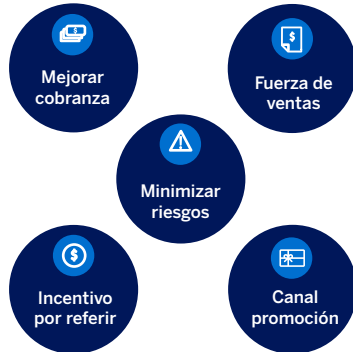 Mejorar
cobranza
Fuerza de
ventas
Minimizar
riesgos
Incentivo
por referir
Canal
promoción